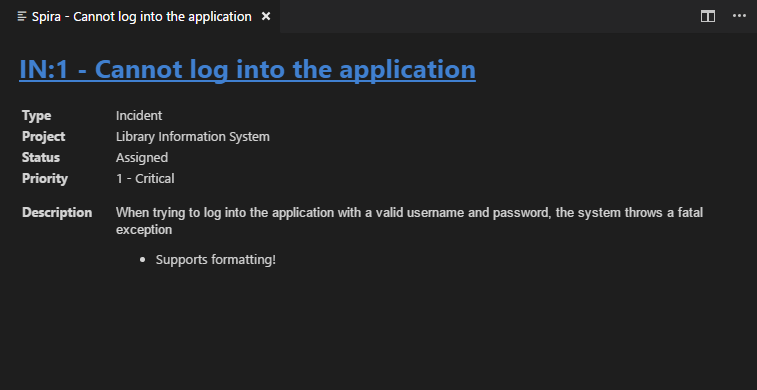 Spira - Cannot log into the application
IN:1 - Cannot log into the application
Type Incident
Project Library Information System
Status Assigned
Priority 1 - Critical
Description When trying to log into the application with a valid username and password, the system throws a fatal
exception
• Supports formatting!